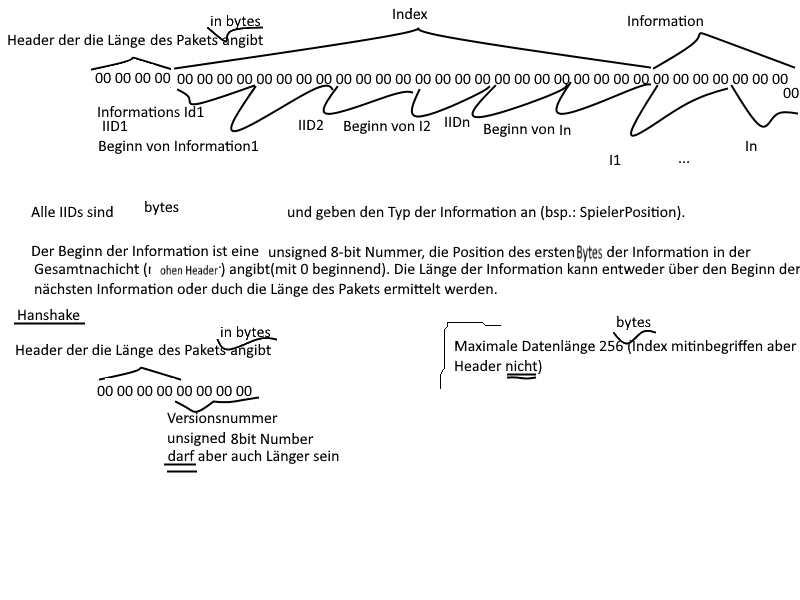 in bytes
Header der die Länge des Pakets angibt
Index
Information
00 00 00 00 00 00 00 00 00 00 00 00 00 00 00 00 00 00 00 00 00 00 00 00 00 00 00 00 00 00 00 00 00 00
00
Informations Id1
IID1
Beginn von Information1
IID2
Beginn von I2
IIDn
Beginn von In
I1
...
In
Alle IIDs sind bytes und geben den Typ der Information an (bsp.: SpielerPosition).
Der Beginn der Information ist eine unsigned 8-bit Nummer, die Position des ersten Bytes der Information in der
Gesamtnachicht ( ohen Header ) angibt(mit 0 beginnend). Die Länge der Information kann entweder über den Beginn der
nächsten Information oder duch die Länge des Pakets ermittelt werden.
Hanshake
in bytes
Header der die Länge des Pakets angibt
00 00 00 00 00 00 00 00
Versionsnummer
unsigned 8bit Number
darf aber auch Länger sein
bytes
Maximale Datenlänge 256 (Index mitinbegriffen aber
Header nicht)